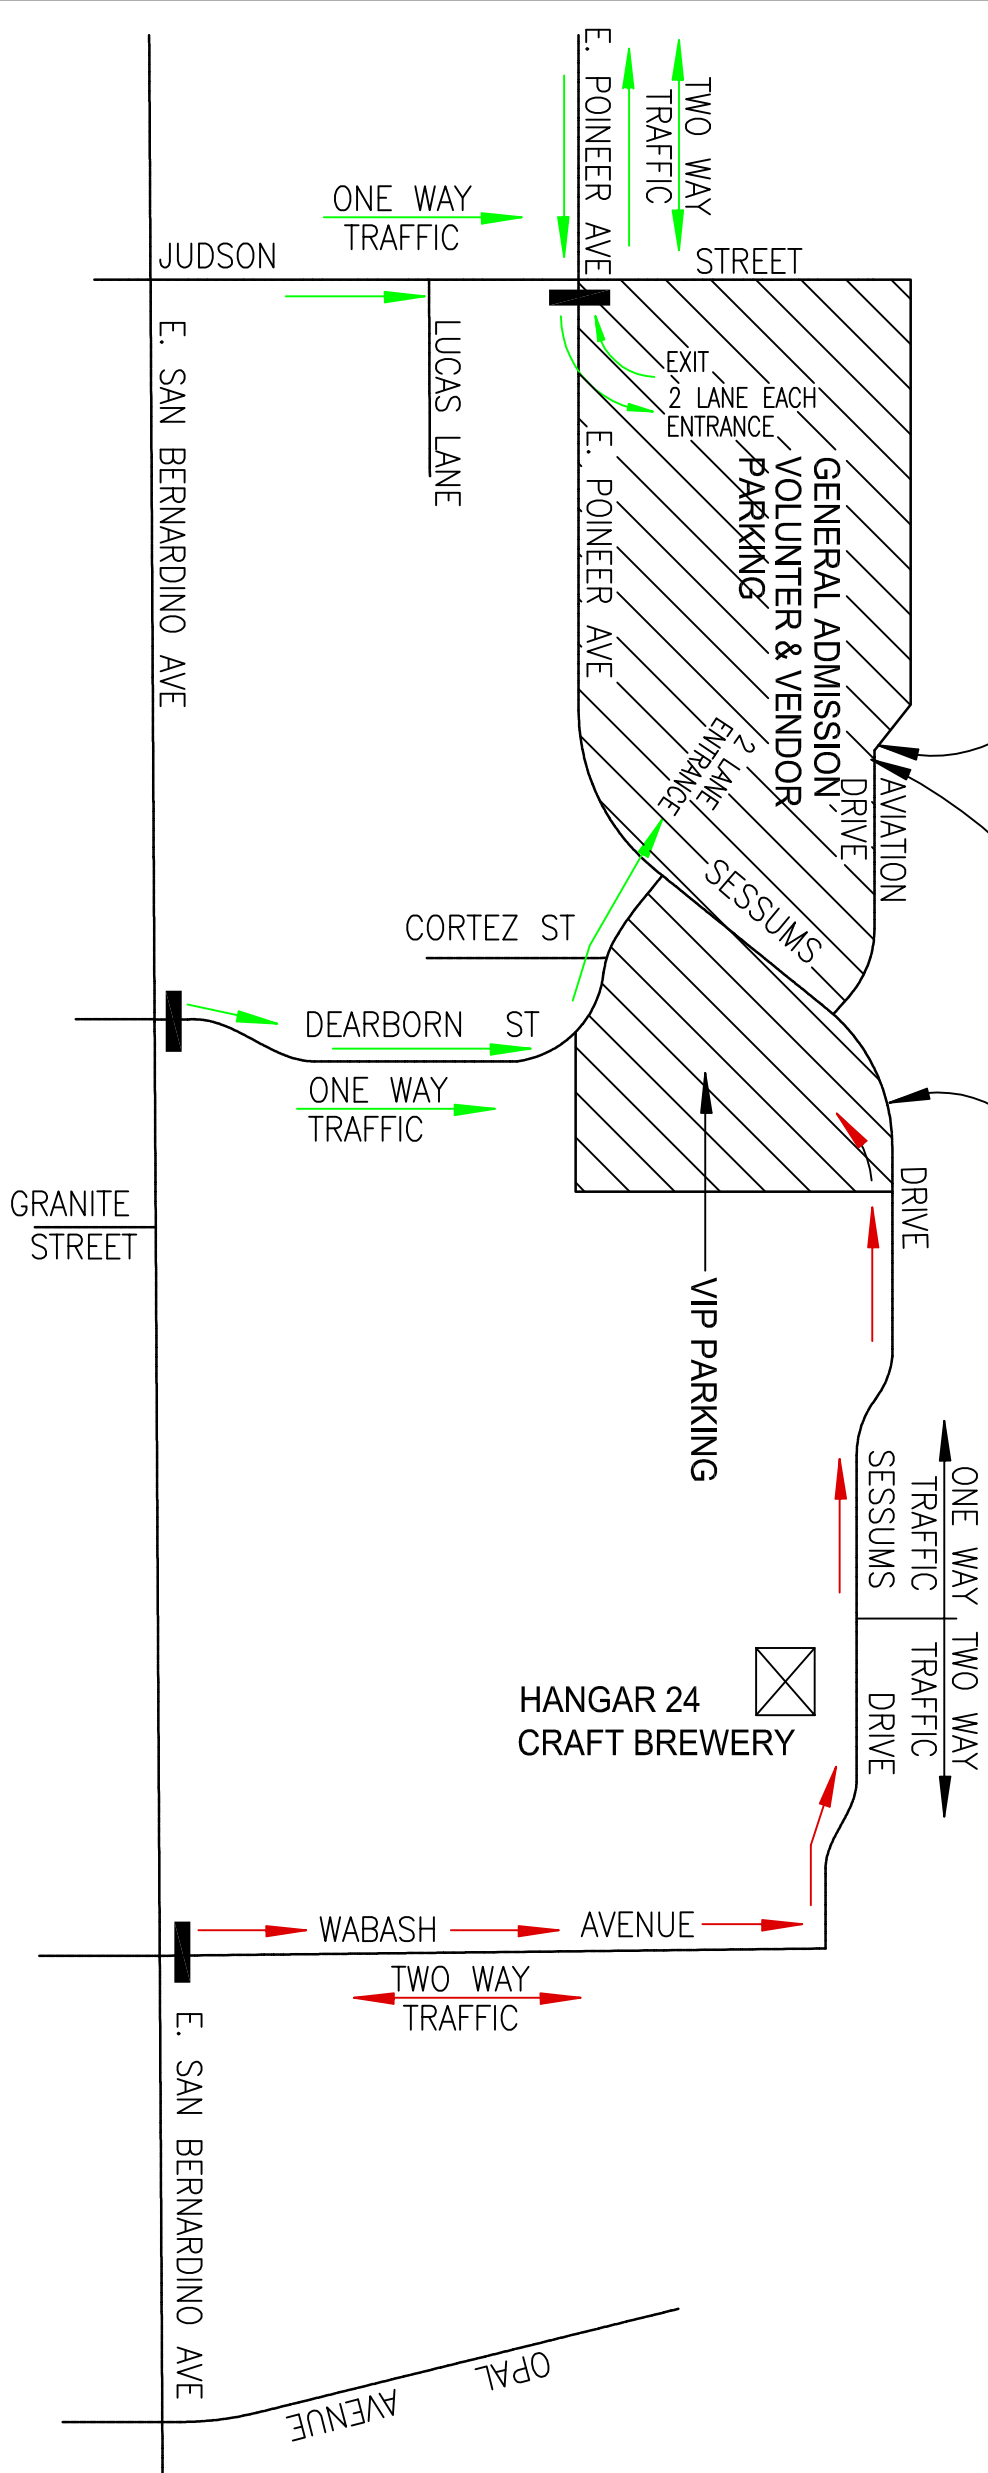 E. POINEER AVE
TWO WAY
TRAFFIC
ONE WAY
TRAFFIC
JUDSON
STREET
E. SAN BERNARDINO AVE
LUCAS LANE
EXIT
2 LANE EACH
ENTRANCE
E. POINEER AVE
GENERAL ADMISSION
VOLUNTER & VENDOR
PARKING
2 LANE
ENTRANCE
AVIATION
DRIVE
SESSUMS
CORTEZ ST
DEARBORN ST
ONE WAY
TRAFFIC
GRANITE
STREET
DRIVE
VIP PARKING
ONE WAY
TRAFFIC
SESSUMS
TWO WAY
TRAFFIC
DRIVE
HANGAR 24
CRAFT BREWERY
WABASH AVENUE
TWO WAY
TRAFFIC
E. SAN BERNARDINO AVE
OPAL
AVENUE